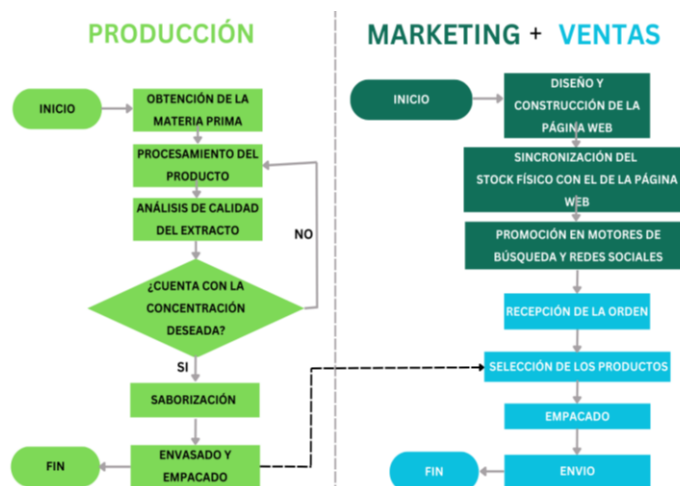 PRODUCCIÓN
INICIO
OBTENCIÓN DE LA
MATERIA PRIMA
PROCESAMIENTO DEL
PRODUCTO
ANÁLISIS DE CALIDAD
DEL EXTRACTO
NO
¿CUENTA CON LA
CONCENTRACIÓN
DESEADA?
SI
SABORIZACIÓN
ENVASADO Y
EMPACADO
FIN
MARKETING + VENTAS
INICIO
DISEÑO Y
CONSTRUCCIÓN DE LA
PÁGINA WEB
SINCRONIZACIÓN DEL
STOCK FÍSICO CON EL DE LA PÁGINA
WEB
PROMOCIÓN EN MOTORES DE
BÚSQUEDA Y REDES SOCIALES
RECEPCIÓN DE LA ORDEN
SELECCIÓN DE LOS PRODUCTOS
EMPACADO
ENVIO
FIN